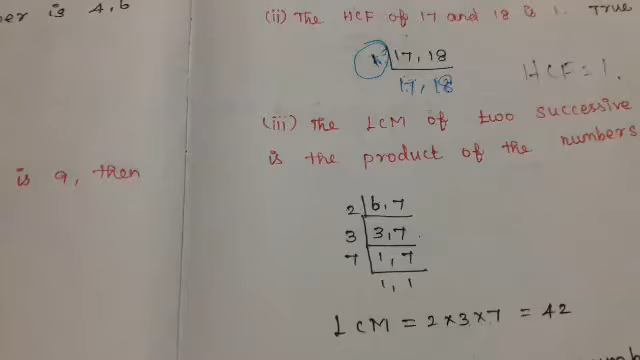 ber is 4, 6
is 9, then
(ii) The HCF of 17 and 18 is 1. True
1 17, 18
17, 18
HCF = 1.
(iii) The LCM of two successive
is the product of the numbers
2 6, 7
3 3, 7
7 1, 7
1, 1
LCM = 2×3×7 = 42